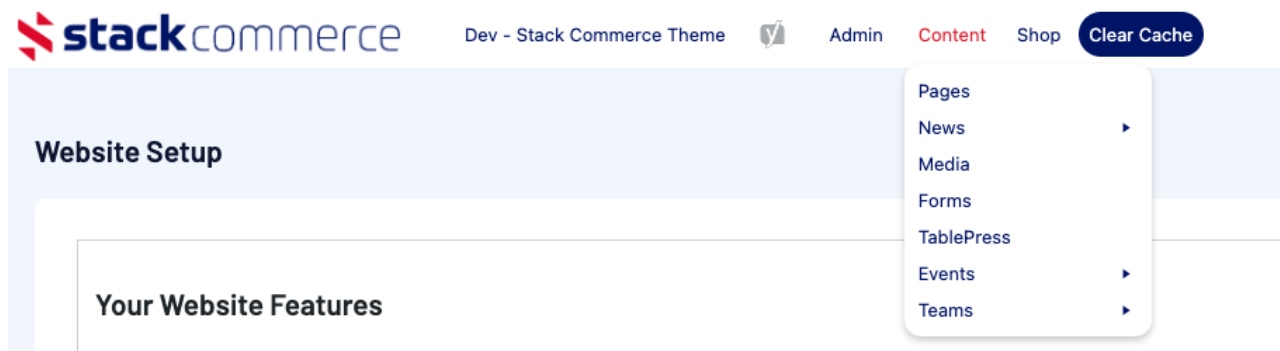 stackcommerce Dev - Stack Commerce Theme Admin Content Shop Clear Cache
Pages
News
Media
Forms
TablePress
Events
Teams
Website Setup
Your Website Features